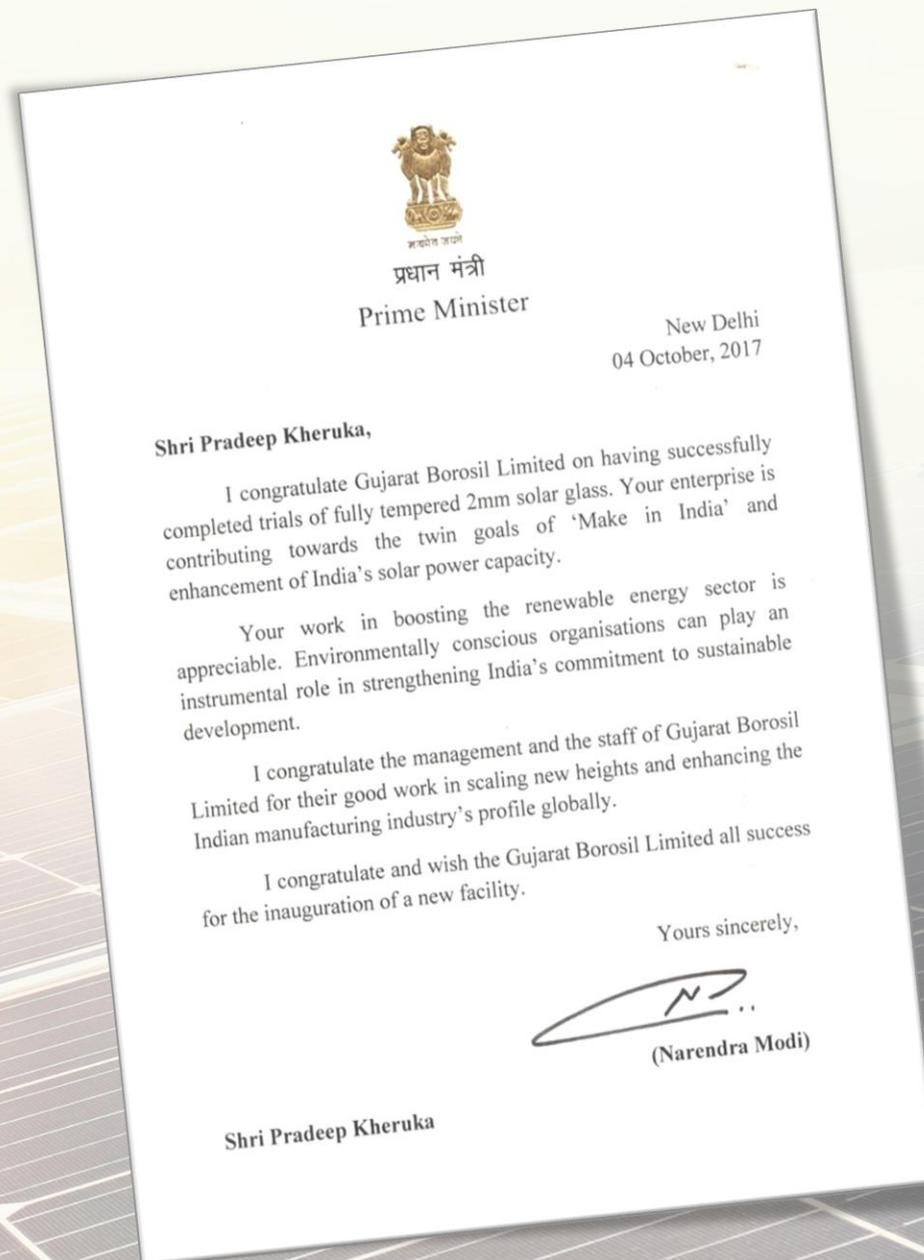 सत्यमेव जयते
प्रधान मंत्री
Prime Minister
New Delhi
04 October, 2017
Shri Pradeep Kheruka,
I congratulate Gujarat Borosil Limited on having successfully
completed trials of fully tempered 2mm solar glass. Your enterprise is
contributing towards the twin goals of ‘Make in India’ and
enhancement of India’s solar power capacity.
Your work in boosting the renewable energy sector is
appreciable. Environmentally conscious organisations can play an
instrumental role in strengthening India’s commitment to sustainable
development.
I congratulate the management and the staff of Gujarat Borosil
Limited for their good work in scaling new heights and enhancing the
Indian manufacturing industry’s profile globally.
I congratulate and wish the Gujarat Borosil Limited all success
for the inauguration of a new facility.
Yours sincerely,
(Narendra Modi)
Shri Pradeep Kheruka